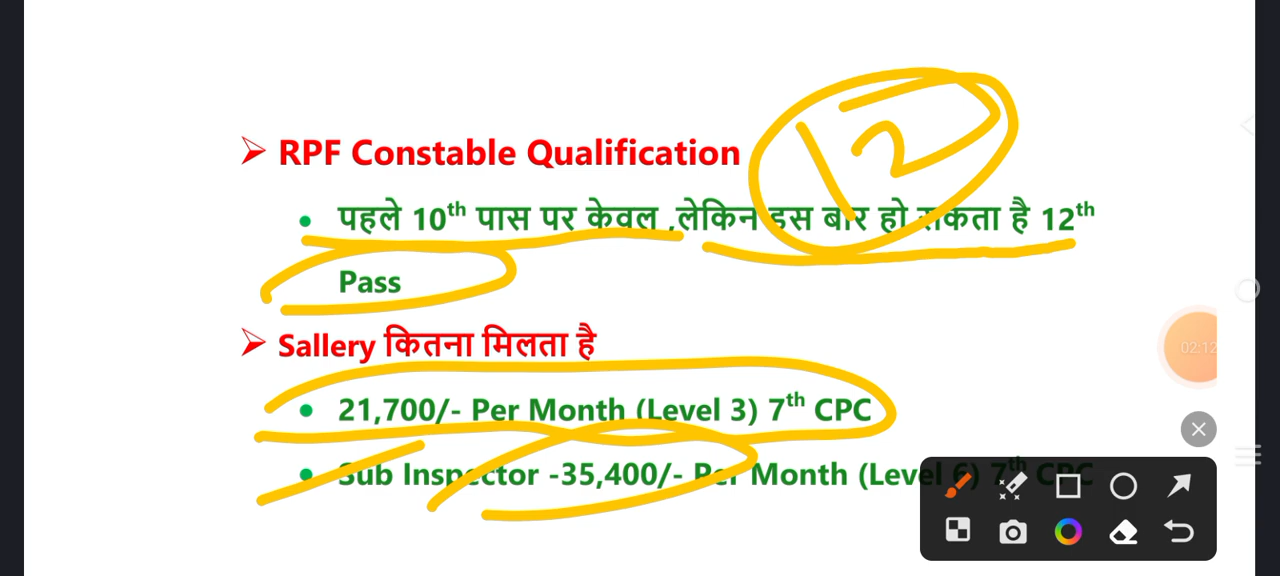 12
➢ RPF Constable Qualification
• पहले 10th पास पर केवल ,लेकिन इस बार हो सकता है 12th
Pass
➢ Sallery कितना मिलता है
• 21,700/- Per Month (Level 3) 7th CPC
• Sub Inspector -35,400/- Per Month (Level 6) 7th CPC
02:12